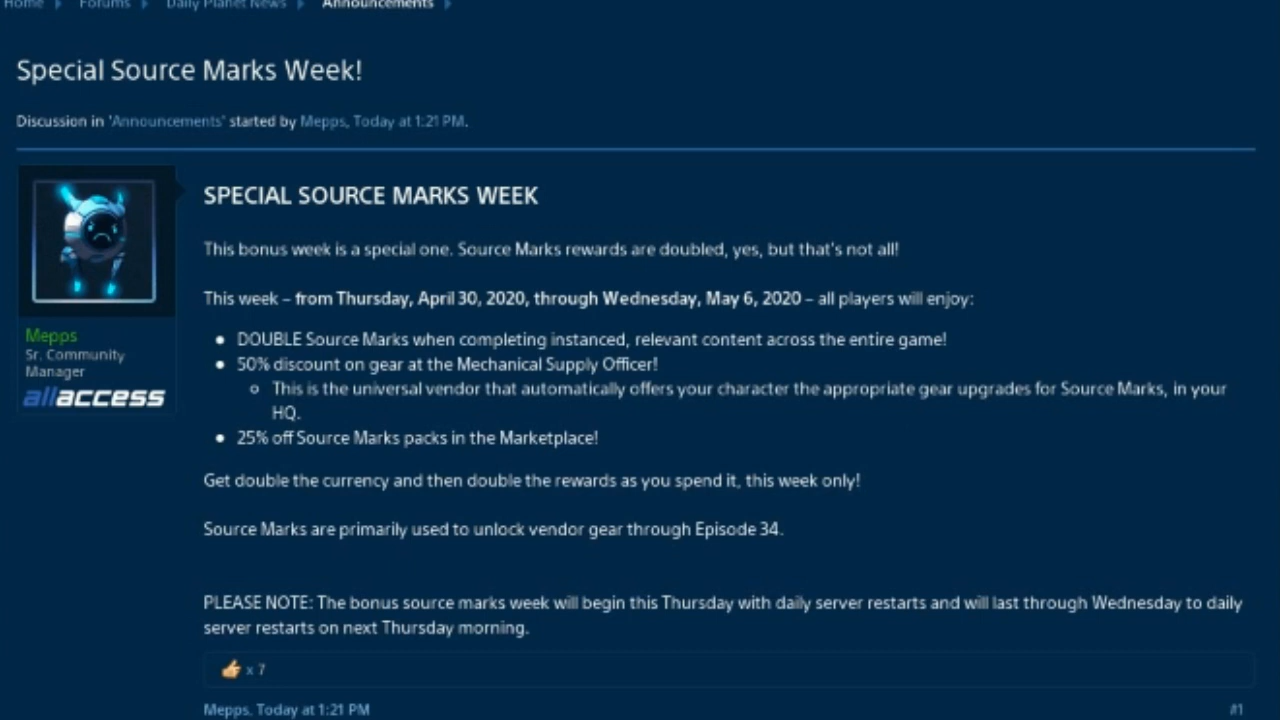 Home Forums Daily Planet News Announcements
Special Source Marks Week!
Discussion in 'Announcements' started by Mepps, Today at 1:21 PM.
SPECIAL SOURCE MARKS WEEK
This bonus week is a special one. Source Marks rewards are doubled, yes, but that's not all!
This week – from Thursday, April 30, 2020, through Wednesday, May 6, 2020 – all players will enjoy:
Mepps
Sr. Community
Manager
allaccess
● DOUBLE Source Marks when completing instanced, relevant content across the entire game!
● 50% discount on gear at the Mechanical Supply Officer!
○ This is the universal vendor that automatically offers your character the appropriate gear upgrades for Source Marks, in your
HQ.
● 25% off Source Marks packs in the Marketplace!
Get double the currency and then double the rewards as you spend it, this week only!
Source Marks are primarily used to unlock vendor gear through Episode 34.
PLEASE NOTE: The bonus source marks week will begin this Thursday with daily server restarts and will last through Wednesday to daily
server restarts on next Thursday morning.
x 7
Mepps, Today at 1:21 PM #1